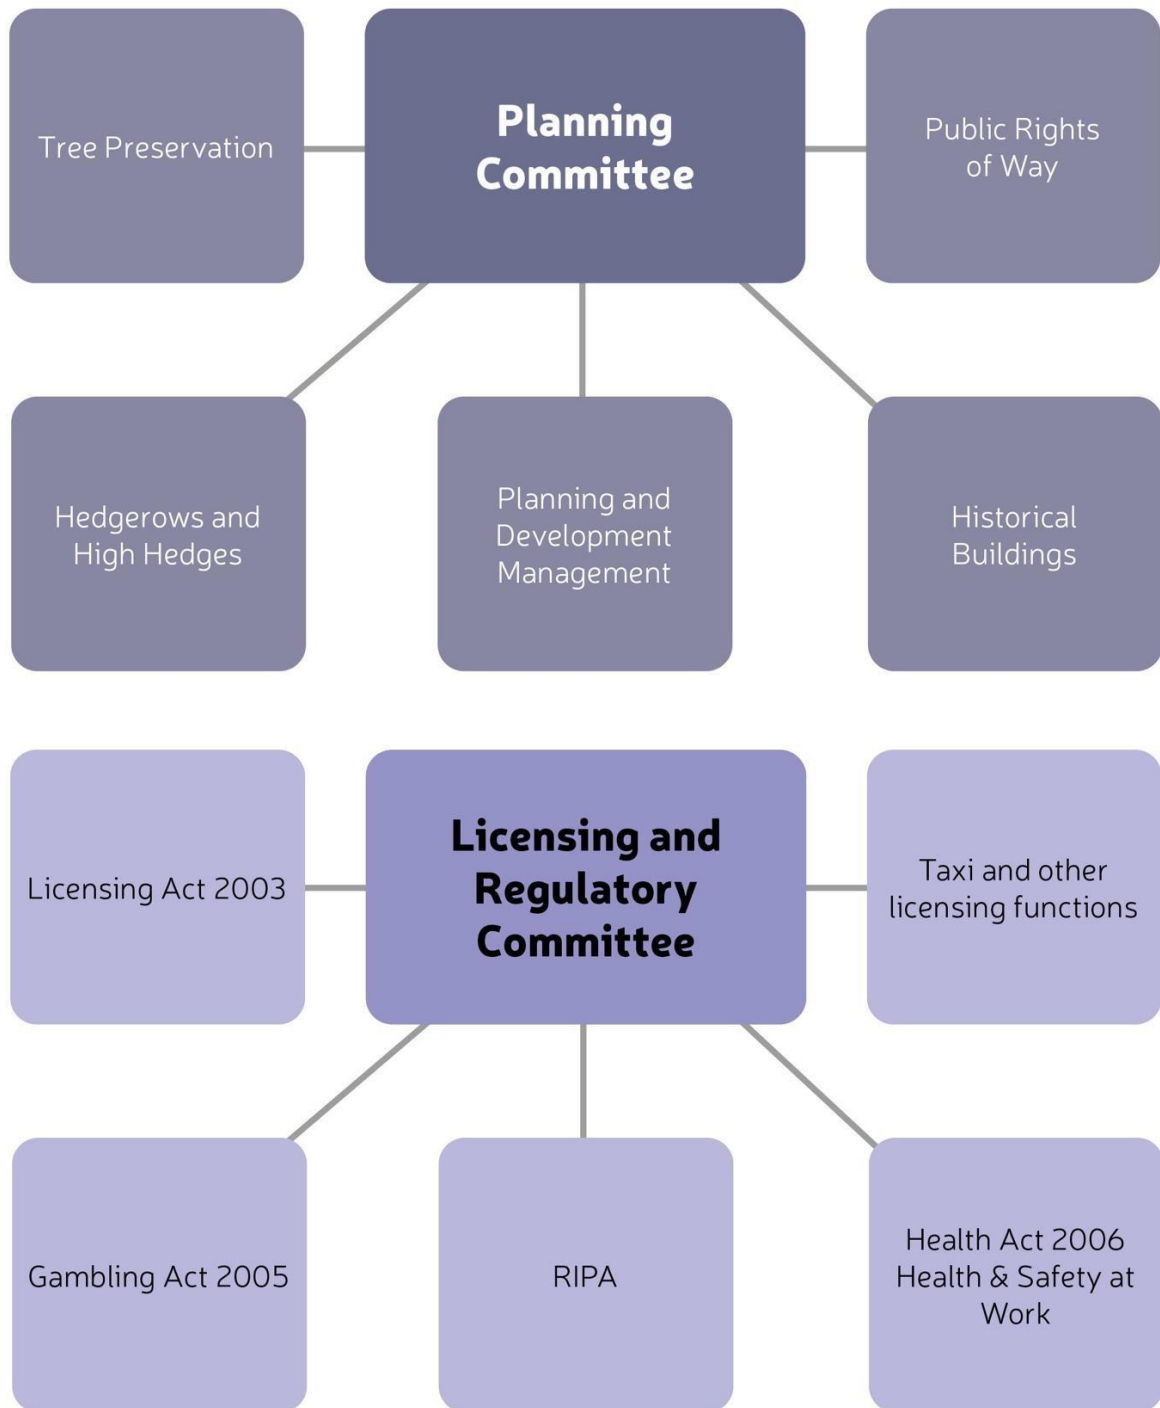 Tree Preservation
Planning
Committee
Public Rights
of Way
Hedgerows and
High Hedges
Planning and
Development
Management
Historical
Buildings
Licensing Act 2003
Licensing and
Regulatory
Committee
Taxi and other
licensing functions
Gambling Act 2005
RIPA
Health Act 2006
Health & Safety at
Work